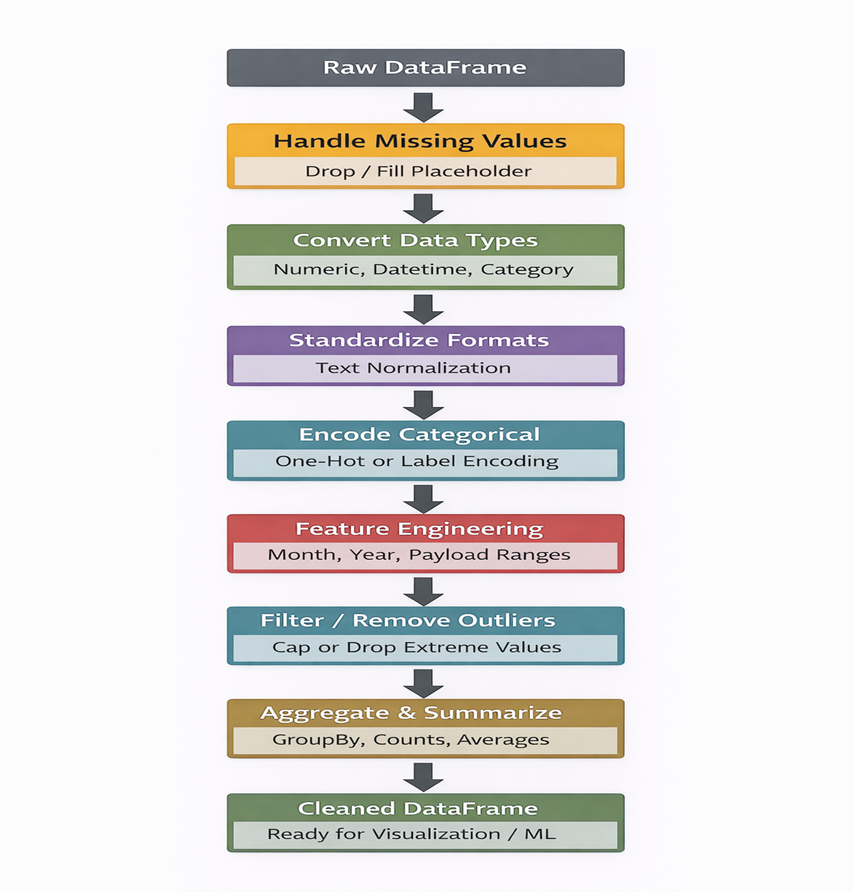 Raw DataFrame
Handle Missing Values
Drop / Fill Placeholder
Convert Data Types
Numeric, Datetime, Category
Standardize Formats
Text Normalization
Encode Categorical
One-Hot or Label Encoding
Feature Engineering
Month, Year, Payload Ranges
Filter / Remove Outliers
Cap or Drop Extreme Values
Aggregate & Summarize
GroupBy, Counts, Averages
Cleaned DataFrame
Ready for Visualization / ML